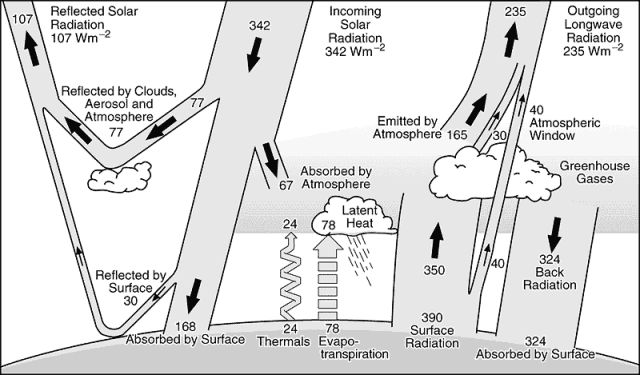 107
Reflected Solar
Radiation
107 Wm−2
342
Incoming
Solar
Radiation
342 Wm−2
235
Outgoing
Longwave
Radiation
235 Wm−2
Reflected by Clouds,
Aerosol and
Atmosphere
77
77
Emitted by
Atmosphere 165
30
40
Atmospheric
Window
Greenhouse
Gases
67
Absorbed by
Atmosphere
24
78
Latent
Heat
350
40
324
Back
Radiation
Reflected by
Surface
30
168
Absorbed by Surface
24
Thermals
78
Evapo-
transpiration
390
Surface
Radiation
324
Absorbed by Surface